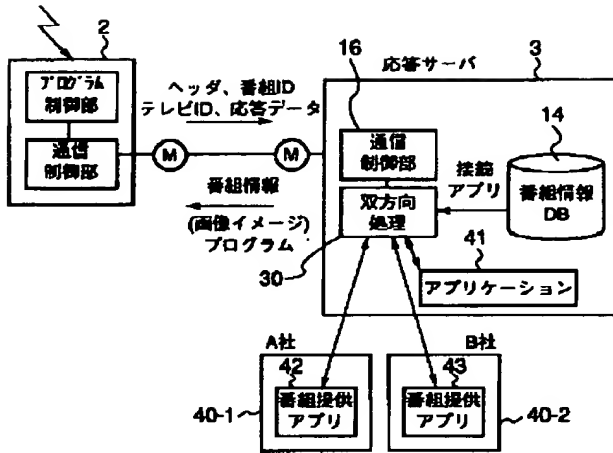 2
プログラム
制御部
通信
制御部
ヘッダ、番組ID
テレビID、応答データ
M
M
番組情報
(画像イメージ)
プログラム
応答サーバ
3
16
通信
制御部
双方向
処理
30
接続
アプリ
14
番組情報
DB
41
アプリケーション
A社
42
番組提供
アプリ
40-1
B社
43
番組提供
アプリ
40-2